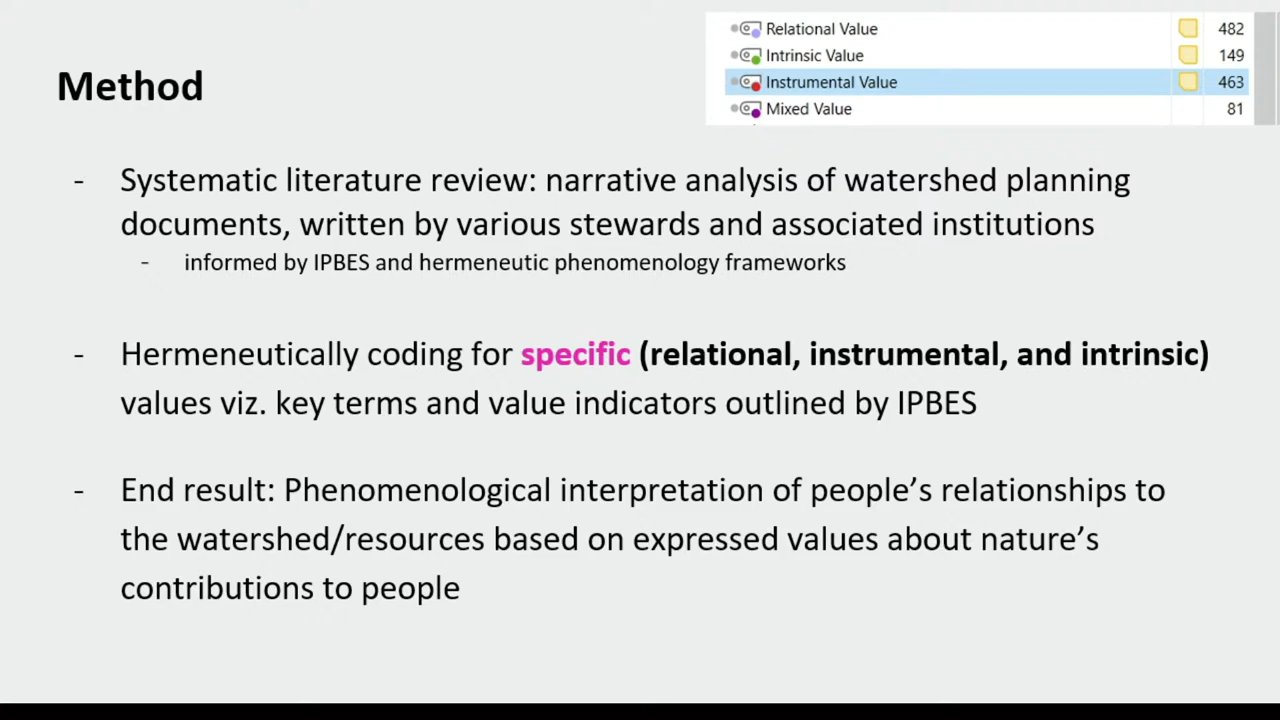 Relational Value 482
Intrinsic Value 149
Instrumental Value 463
Mixed Value 81
Method
- Systematic literature review: narrative analysis of watershed planning
documents, written by various stewards and associated institutions
- informed by IPBES and hermeneutic phenomenology frameworks
- Hermeneutically coding for specific (relational, instrumental, and intrinsic)
values viz. key terms and value indicators outlined by IPBES
- End result: Phenomenological interpretation of people’s relationships to
the watershed/resources based on expressed values about nature’s
contributions to people